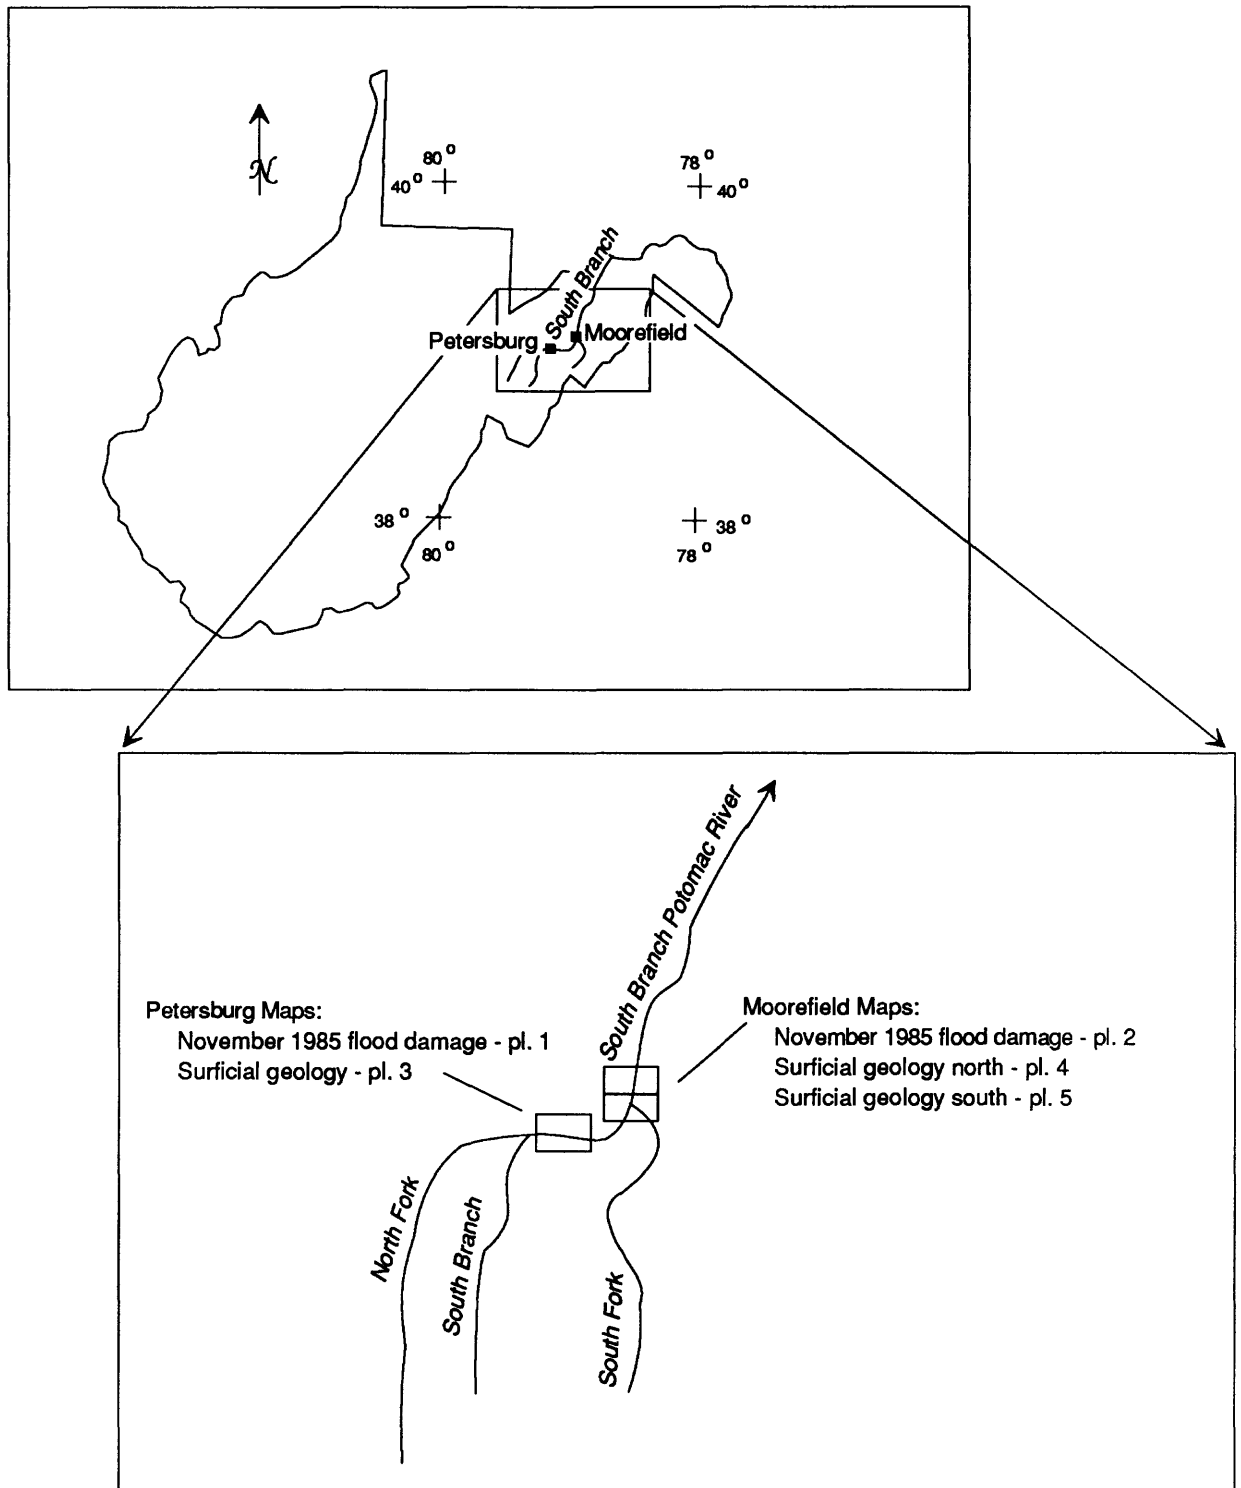 N
80°
40°
78°
40°
South Branch
Petersburg
Moorefield
38°
80°
38°
78°
South Branch Potomac River
Petersburg Maps:
November 1985 flood damage - pl. 1
Surficial geology - pl. 3
Moorefield Maps:
November 1985 flood damage - pl. 2
Surficial geology north - pl. 4
Surficial geology south - pl. 5
North Fork
South Branch
South Fork